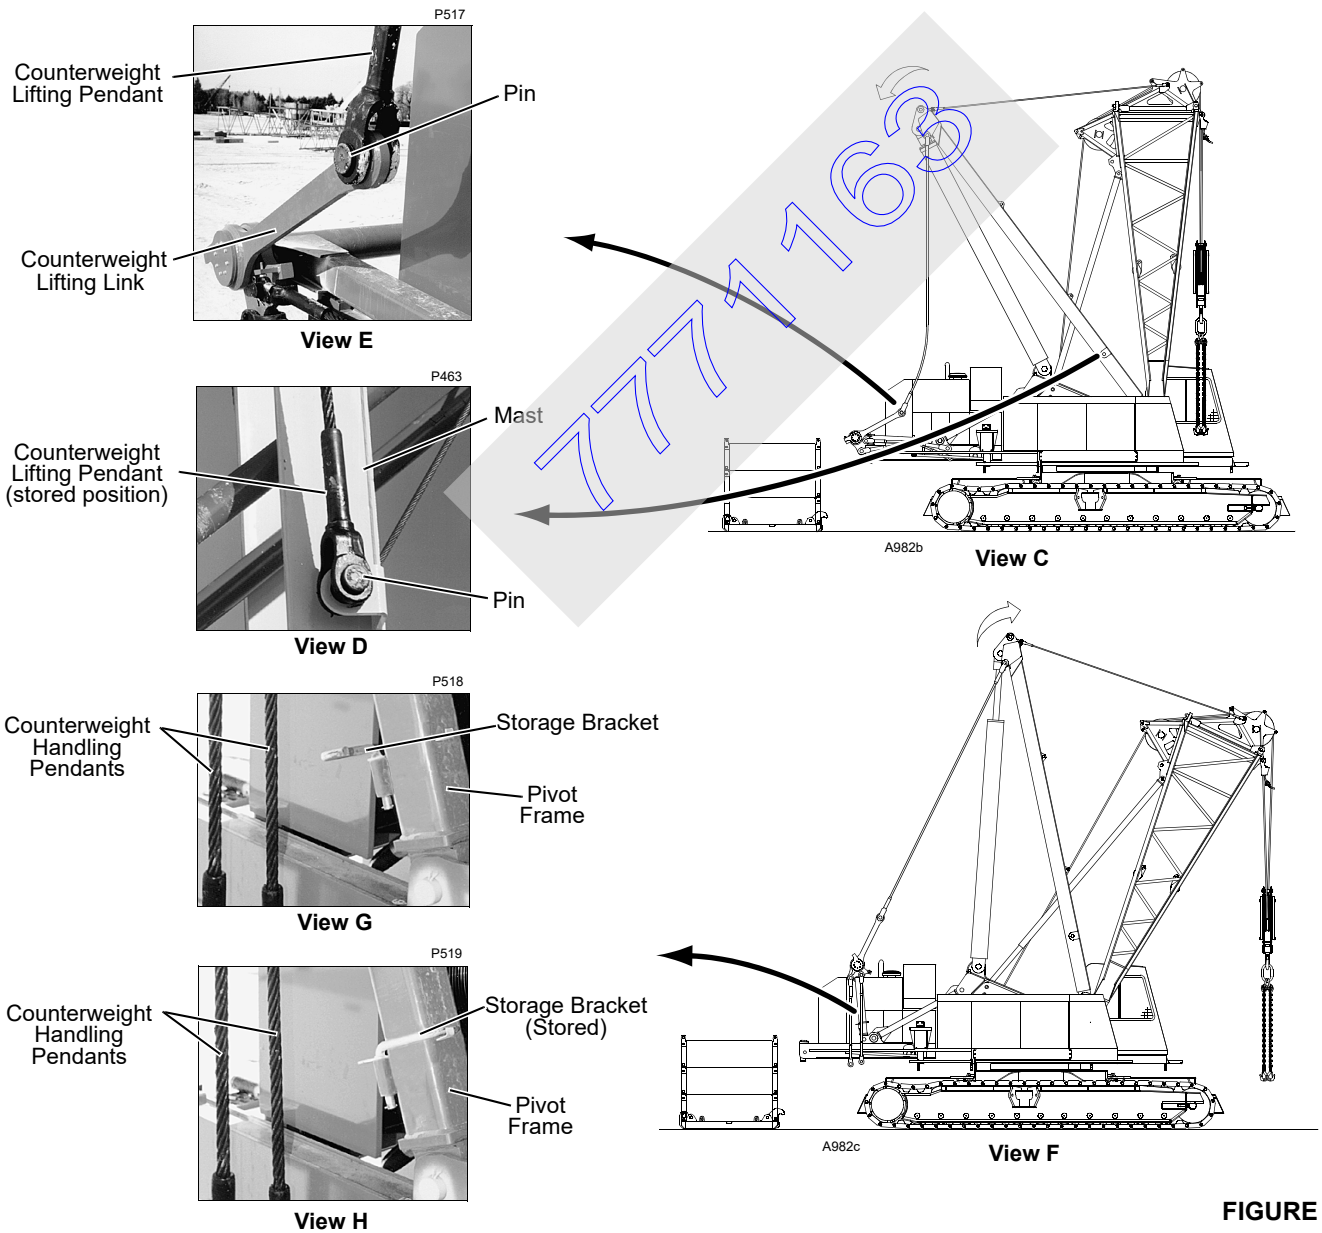 P517
Counterweight
Lifting Pendant
Pin
Counterweight
Lifting Link
View E
P463
Mast
Counterweight
Lifting Pendant
(stored position)
Pin
View D
P518
Counterweight
Handling
Pendants
Storage Bracket
Pivot
Frame
View G
P519
Counterweight
Handling
Pendants
Storage Bracket
(Stored)
Pivot
Frame
View H
7771163
A982b
View C
A982c
View F
FIGURE